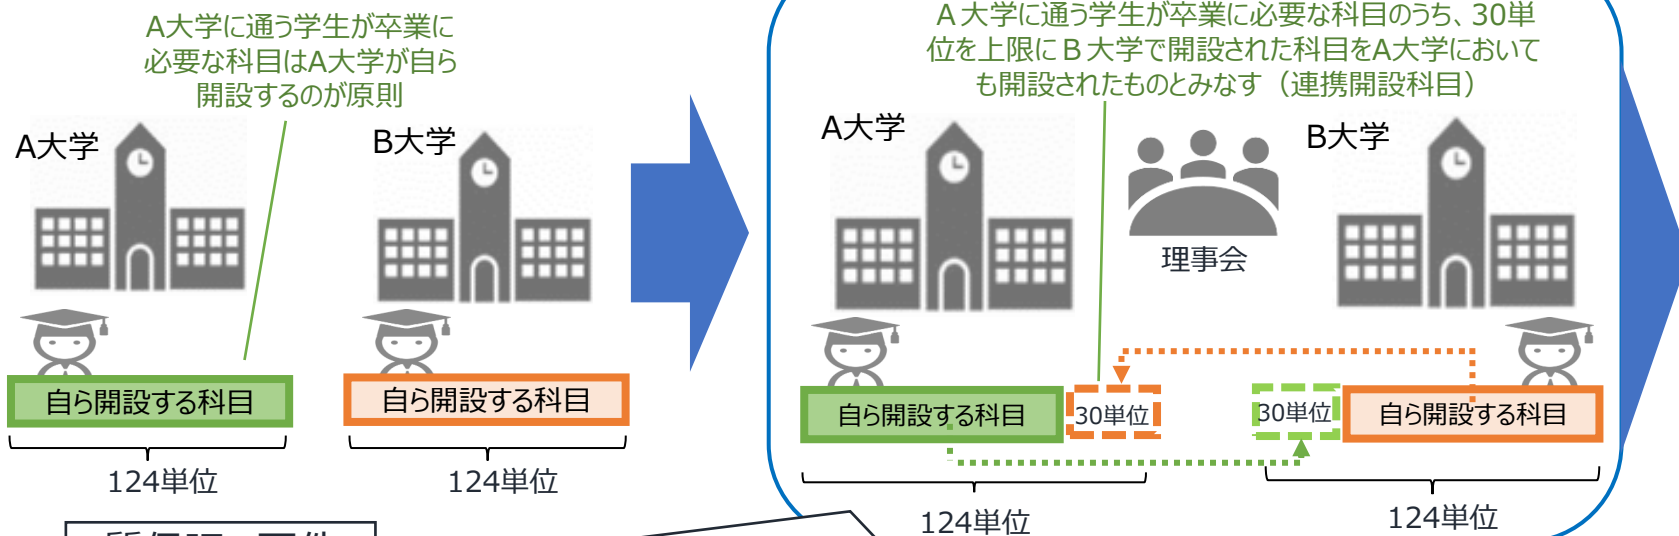 A大学に通う学生が卒業に
必要な科目はA大学が自ら
開設するのが原則
A大学
B大学
自ら開設する科目
自ら開設する科目
124単位
124単位
A大学に通う学生が卒業に必要な科目のうち、30単
位を上限にB大学で開設された科目をA大学において
も開設されたものとみなす（連携開設科目）
A大学
理事会
B大学
自ら開設する科目
30単位
30単位
自ら開設する科目
124単位
124単位